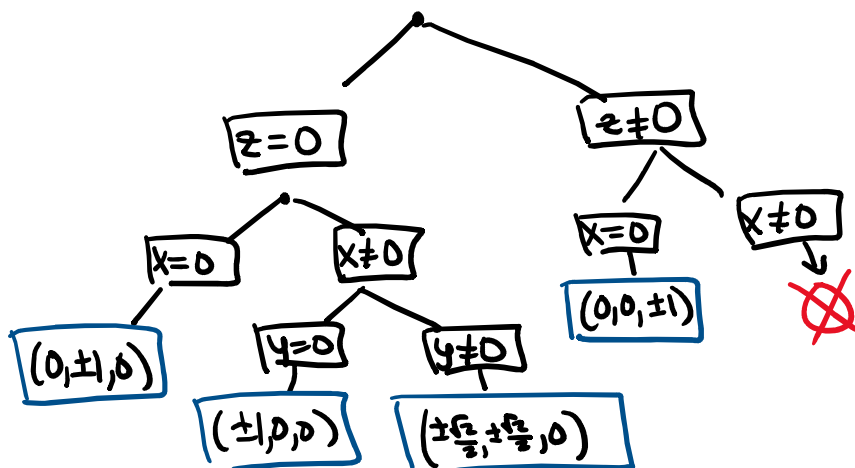 z=0
z≠0
x=0
x≠0
x=0
x≠0
(0,±1,0)
y=0
y≠0
(0,0,±1)
(±1,0,0)
(±√2/2,±√2/2,0)